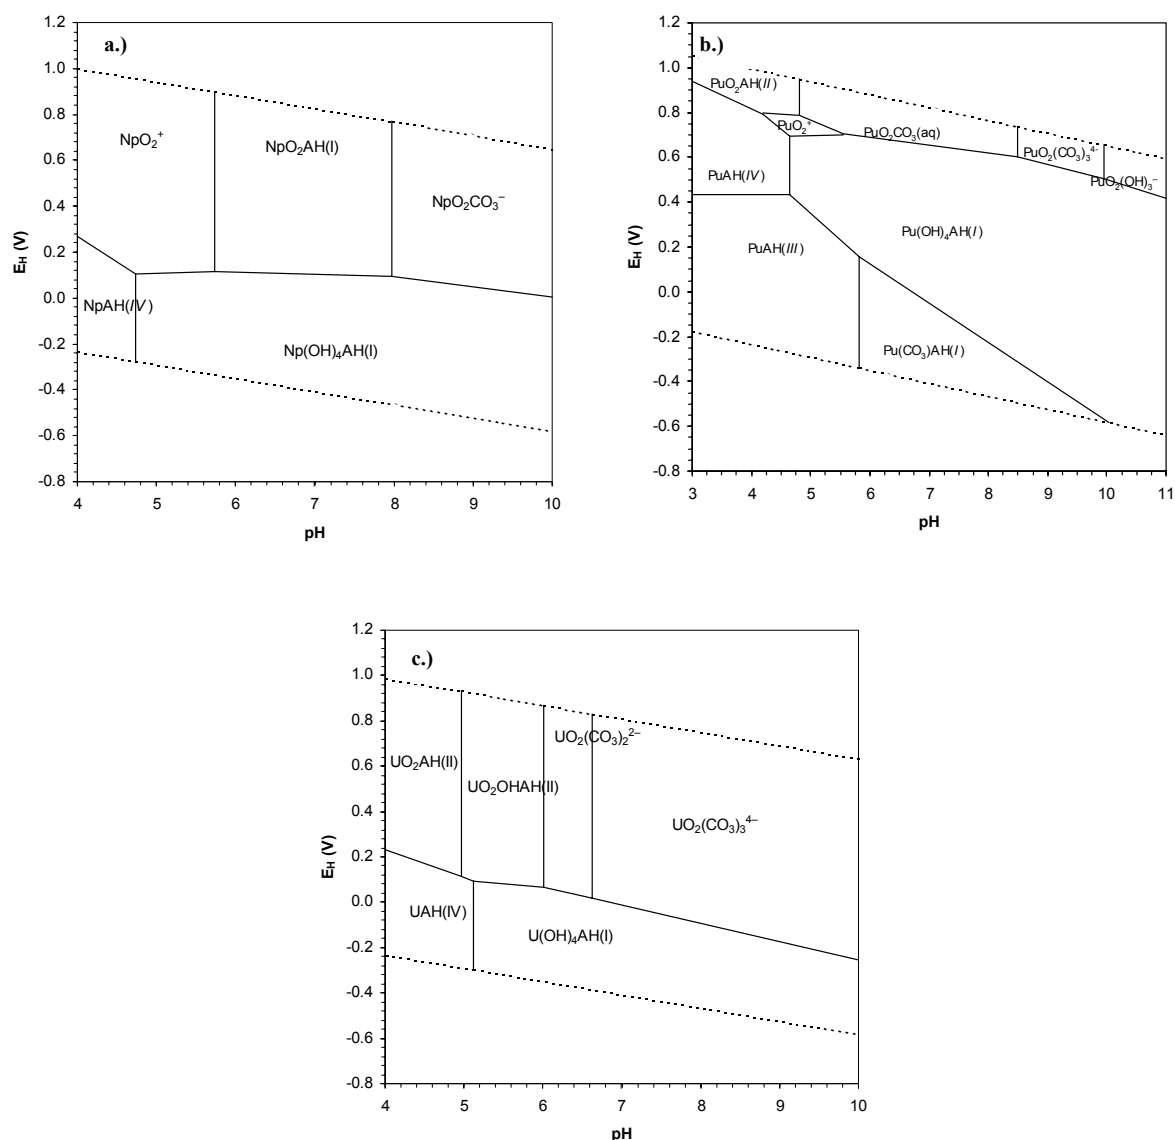 a.)
1.2
1.0
0.8
0.6
0.4
0.2
0.0
-0.2
-0.4
-0.6
-0.8
E_H (V)
NpO₂⁺
NpO₂AH(I)
NpO₂CO₃⁻
NpAH(IV)
Np(OH)₄AH(I)
4 5 6 7 8 9 10
pH
b.)
1.2
1.0
0.8
0.6
0.4
0.2
0.0
-0.2
-0.4
-0.6
-0.8
E_H (V)
PuO₂AH(II)
PuO₂⁺
PuO₂CO₃(aq)
PuO₂(CO₃)₃⁴⁻
PuO₂(OH)₃⁻
PuAH(IV)
Pu(OH)₄AH(I)
PuAH(III)
Pu(CO₃)AH(I)
3 4 5 6 7 8 9 10 11
pH
c.)
1.2
1.0
0.8
0.6
0.4
0.2
0.0
-0.2
-0.4
-0.6
-0.8
E_H (V)
UO₂(CO₃)₂²⁻
UO₂AH(II)
UO₂OHAH(II)
UO₂(CO₃)₃⁴⁻
UAH(IV)
U(OH)₄AH(I)
4 5 6 7 8 9 10
pH